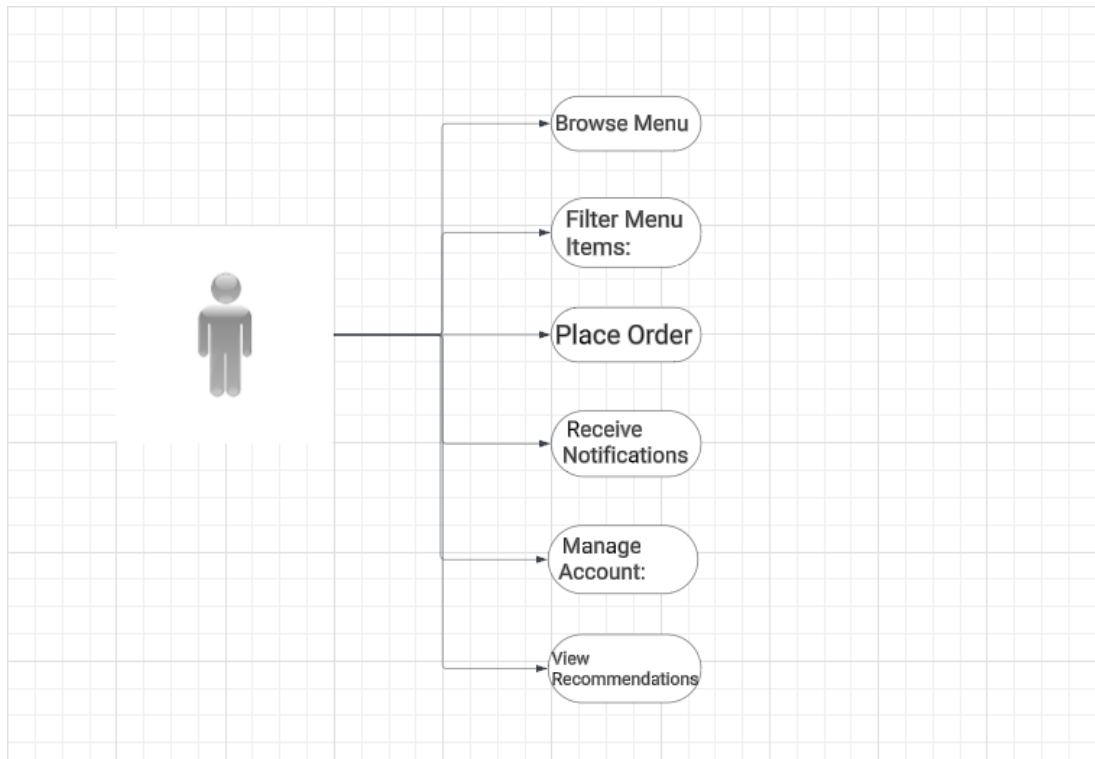 Browse Menu
Filter Menu
Items:
Place Order
Receive
Notifications
Manage
Account:
View
Recommendations